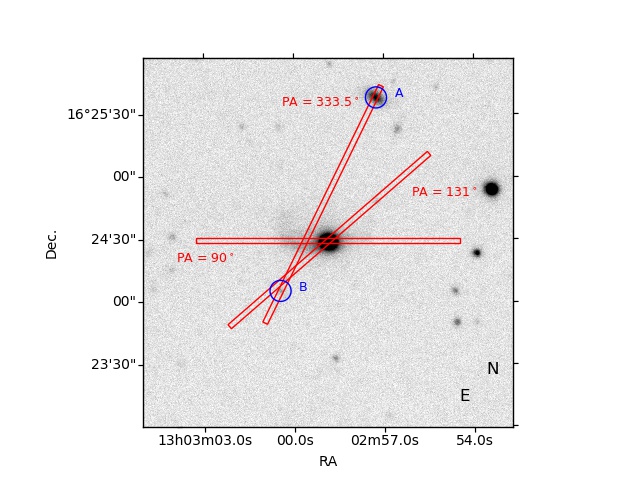 A
PA = 333.5°
16°25'30"
00"
PA = 131°
Dec.
24'30"
PA = 90°
B
00"
23'30"
N
E
13h03m03.0s 00.0s 02m57.0s 54.0s
RA